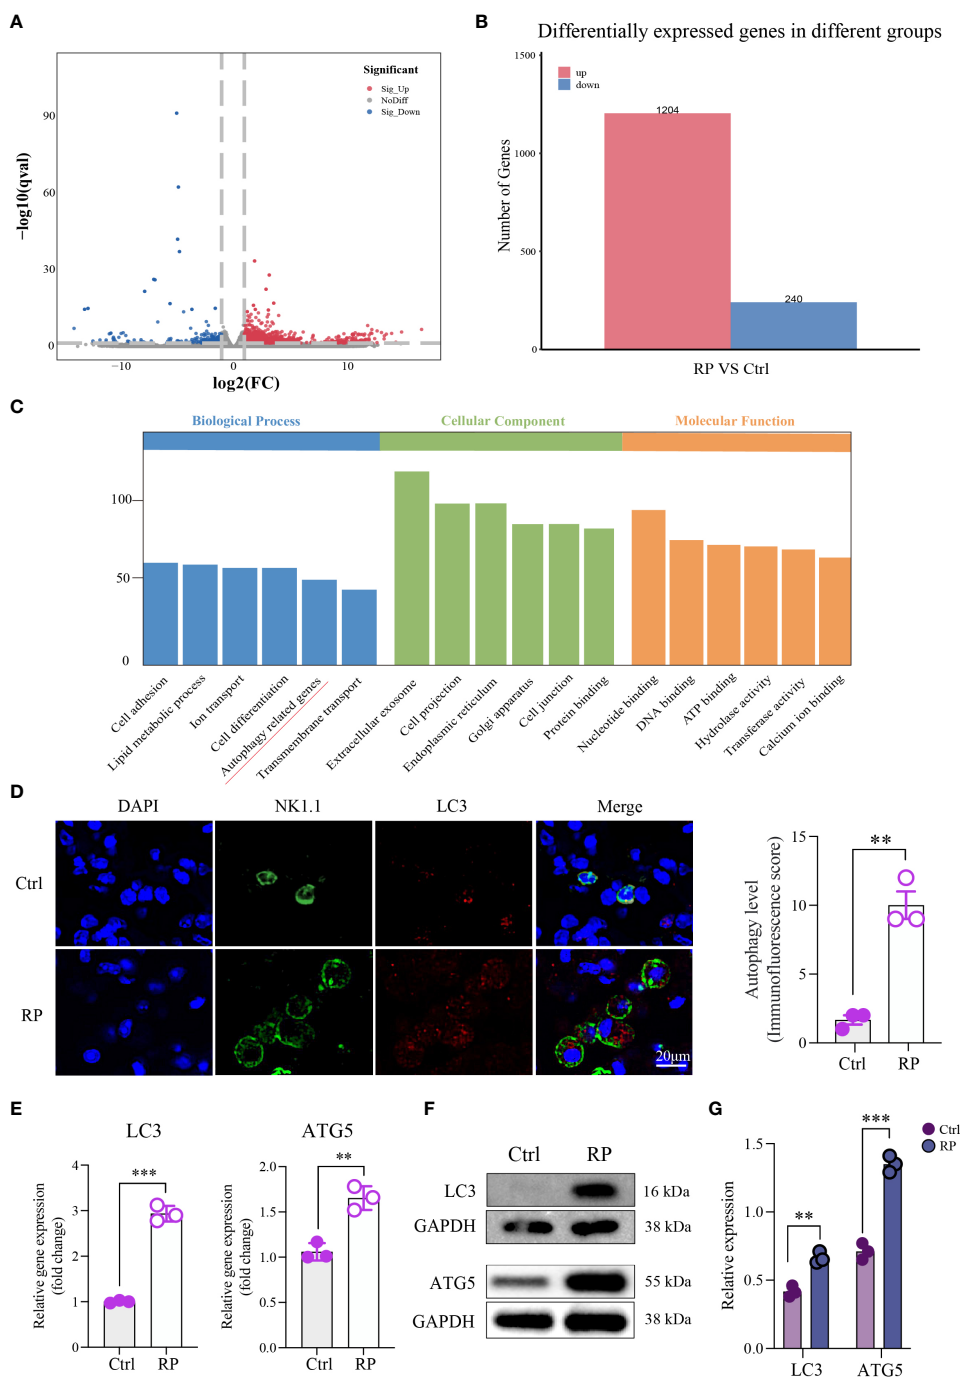 A
Significant
Sig_Up
NoDiff
Sig_Down
90
60
30
0
−log10(qval)
−10
0
10
log2(FC)
B
Differentially expressed genes in different groups
up
down
1500
1000
500
0
Number of Genes
1204
240
RP VS Ctrl
C
Biological Process
Cellular Component
Molecular Function
100
50
0
Cell adhesion
Lipid metabolic process
Ion transport
Cell differentiation
Autophagy related genes
Transmembrane transport
Extracellular exosome
Cell projection
Endoplasmic reticulum
Golgi apparatus
Cell junction
Protein binding
Nucleotide binding
DNA binding
ATP binding
Hydrolase activity
Transferase activity
Calcium ion binding
D
DAPI
NK1.1
LC3
Merge
Ctrl
RP
20μm
Autophagy level
(Immunofluorescence score)
15
10
5
0
**
Ctrl
RP
E
LC3
Relative gene expression
(fold change)
4
3
2
1
0
***
Ctrl
RP
ATG5
Relative gene expression
(fold change)
2.0
1.5
1.0
0.5
0.0
**
Ctrl
RP
F
Ctrl
RP
LC3
16 kDa
GAPDH
38 kDa
ATG5
55 kDa
GAPDH
38 kDa
G
Ctrl
RP
Relative expression
1.5
1.0
0.5
0.0
**
***
LC3
ATG5